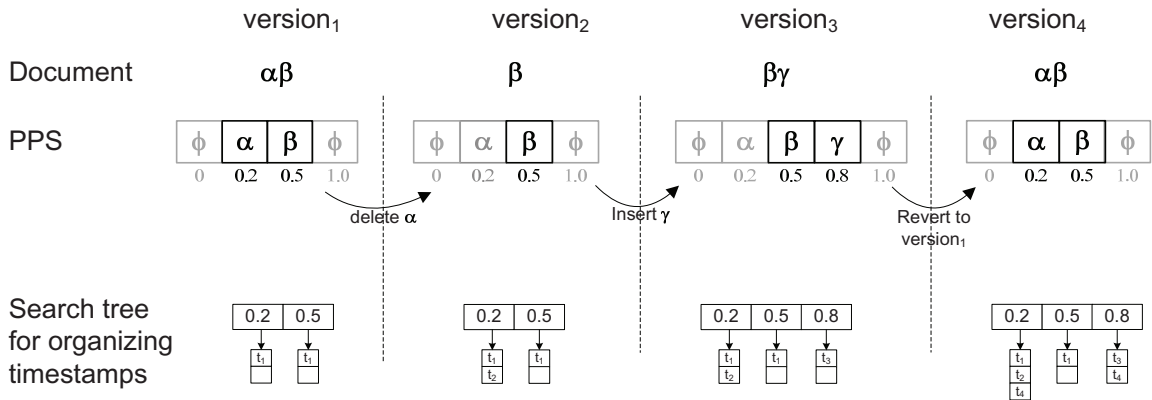 version1 version2 version3 version4
Document αβ β βγ αβ
PPS ϕ α β ϕ ϕ α β ϕ ϕ α β γ ϕ ϕ α β ϕ
0 0.2 0.5 1.0 0 0.2 0.5 1.0 0 0.2 0.5 0.8 1.0 0 0.2 0.5 1.0
delete α Insert γ Revert to
version1
Search tree
for organizing
timestamps
0.2 0.5 0.2 0.5 0.2 0.5 0.8 0.2 0.5 0.8
t1 t1 t1 t1 t1 t1 t3 t1 t1 t3
t2 t2 t2 t4
t4